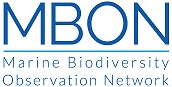 MBON
Marine Biodiversity
Observation Network